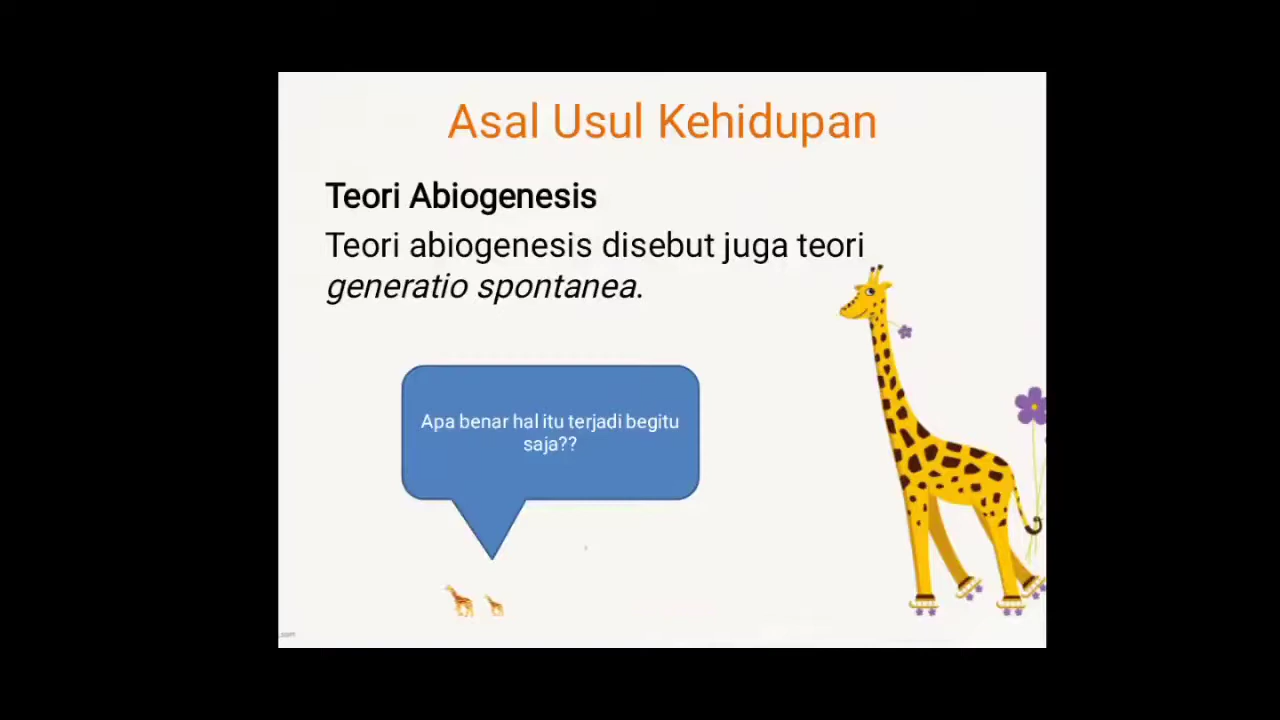 Asal Usul Kehidupan
Teori Abiogenesis
Teori abiogenesis disebut juga teori
generatio spontanea.
Apa benar hal itu terjadi begitu
saja??
.com